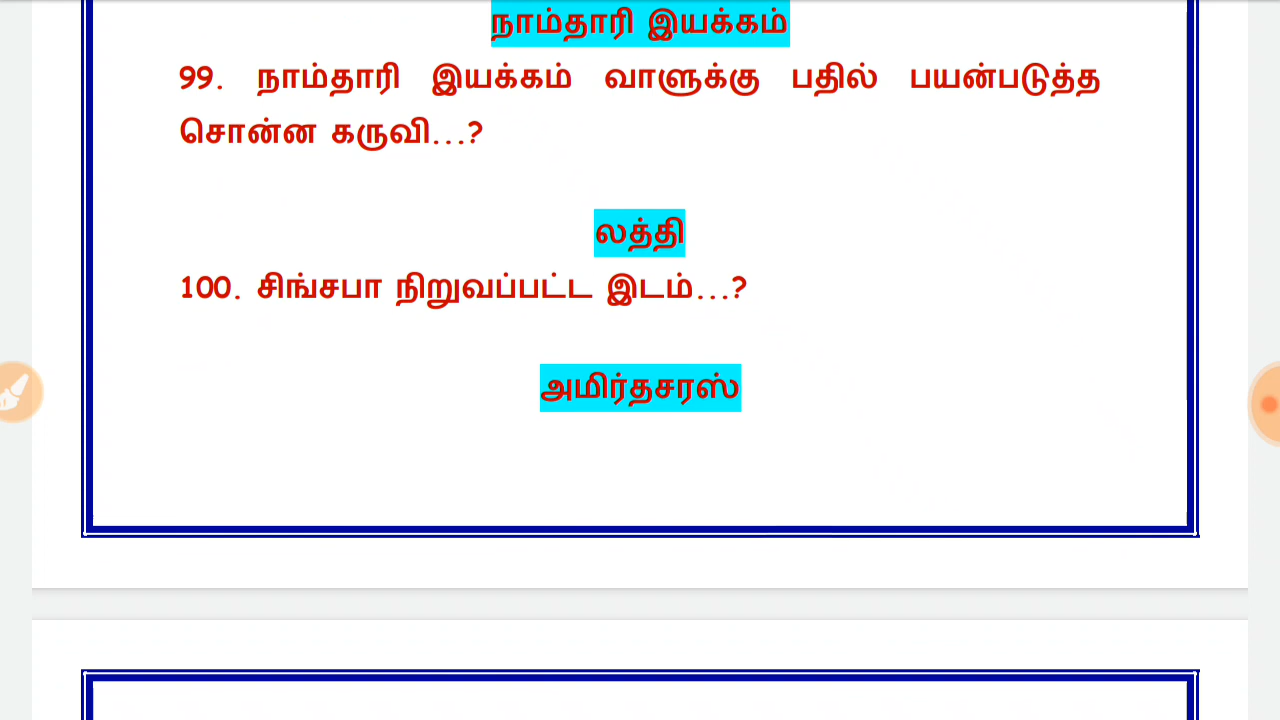 நாம்தாரி இயக்கம்
99. நாம்தாரி இயக்கம் வாளுக்கு பதில் பயன்படுத்த
சொன்ன கருவி...?
லத்தி
100. சிங்சபா நிறுவப்பட்ட இடம்...?
அமிர்தசரஸ்